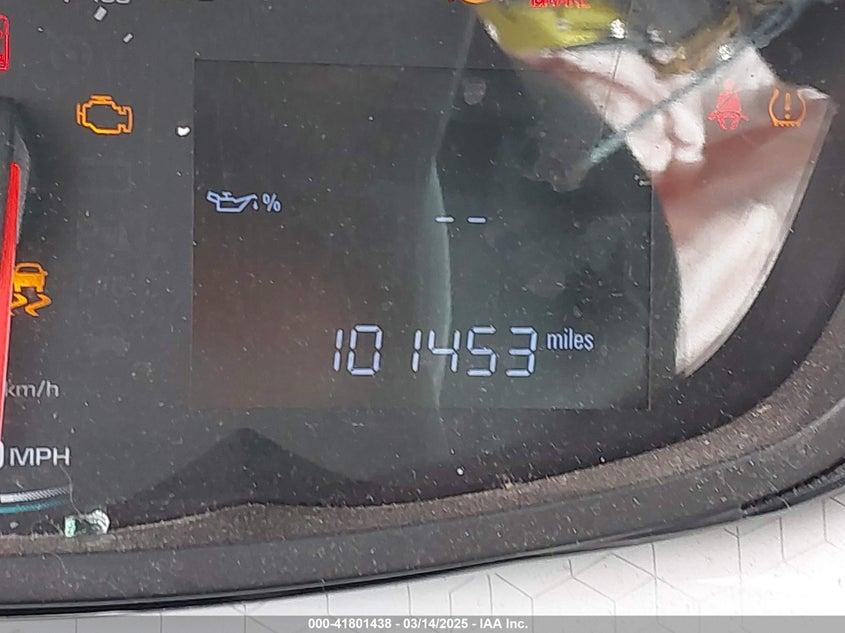 %
--
101453 miles
km/h
MPH
000-41801438 - 03/14/2025 - IAA Inc.